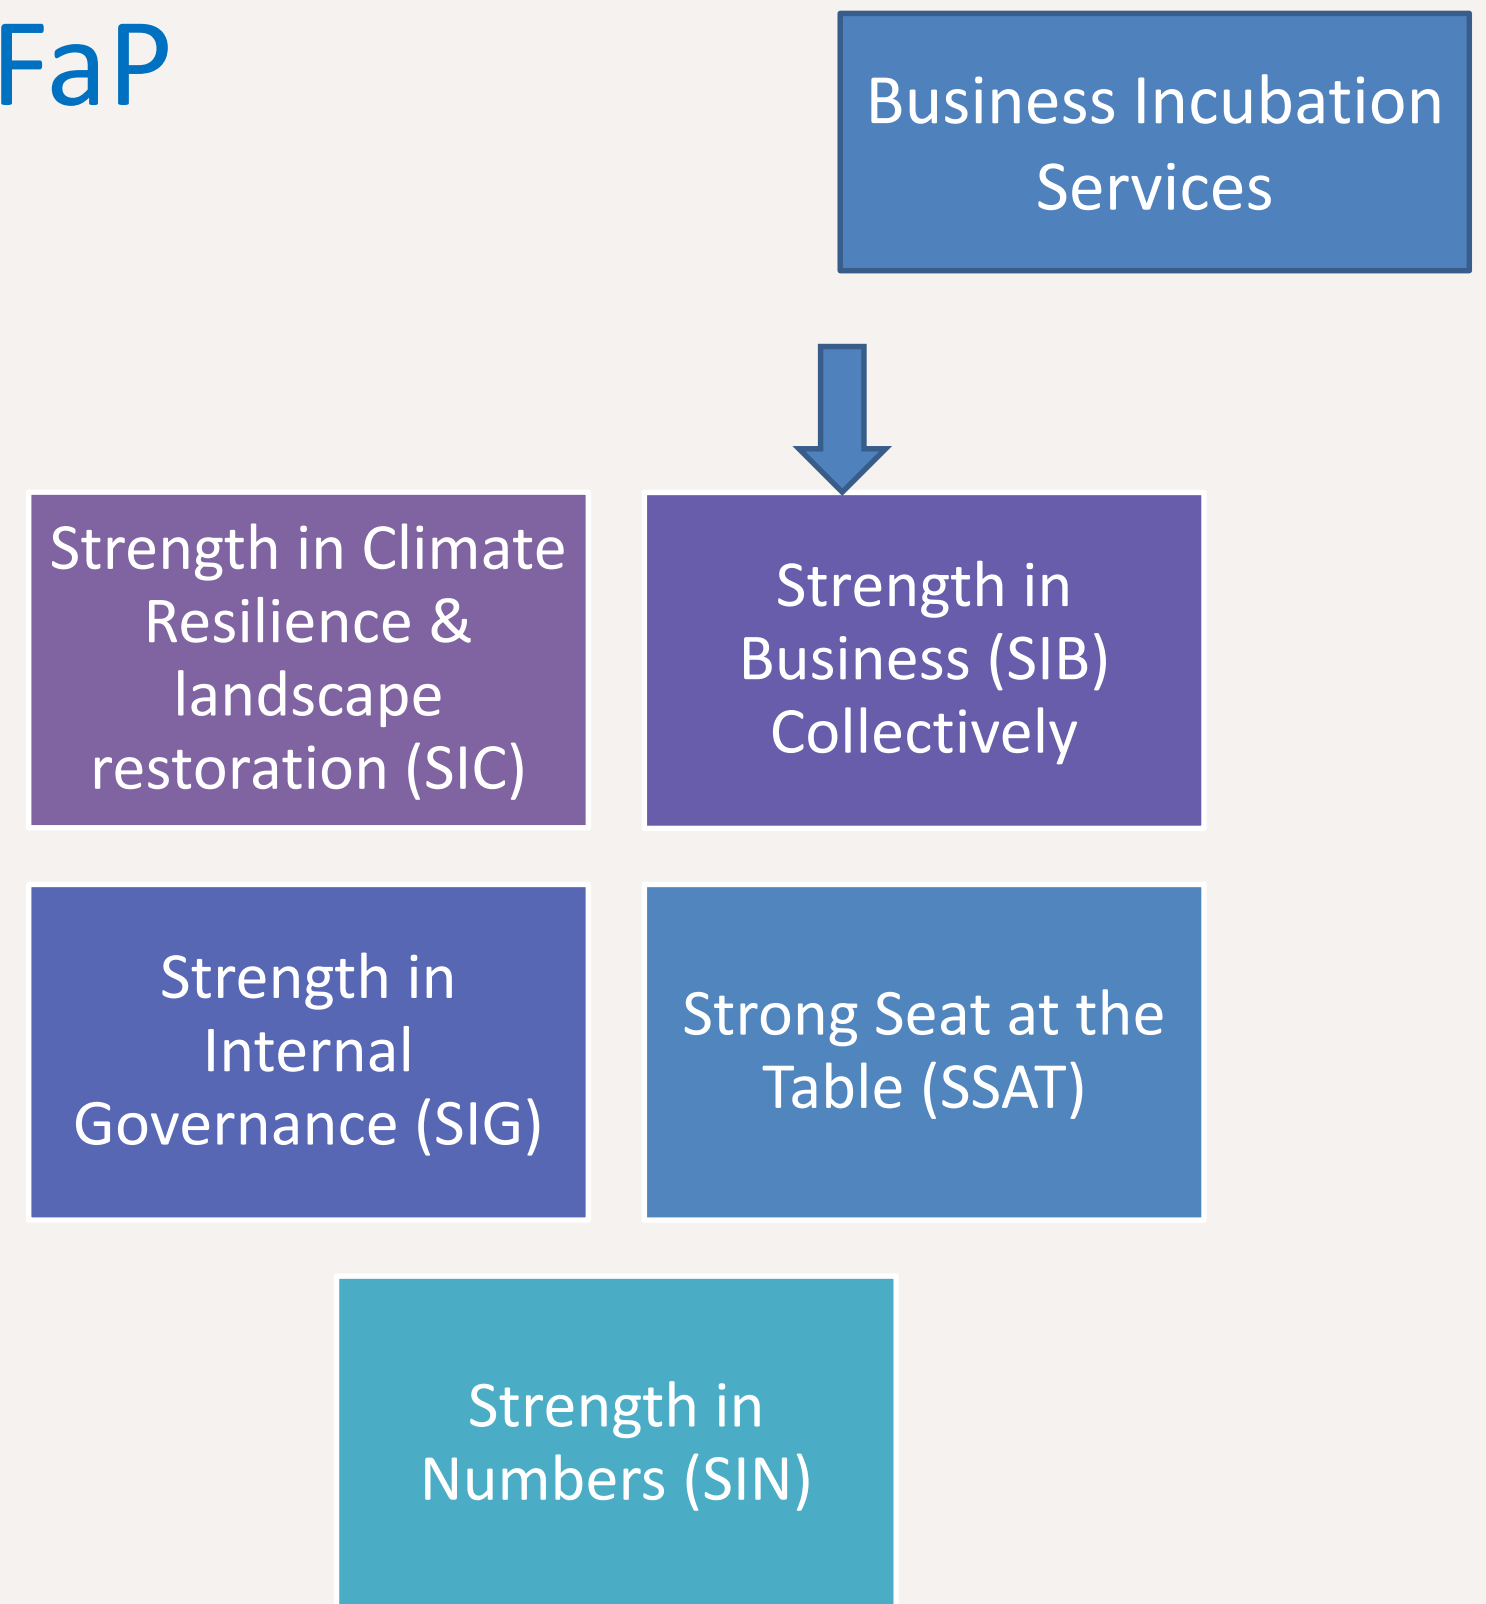 FaP
Business Incubation
Services
Strength in Climate
Resilience &
landscape
restoration (SIC)
Strength in
Business (SIB)
Collectively
Strength in
Internal
Governance (SIG)
Strong Seat at the
Table (SSAT)
Strength in
Numbers (SIN)